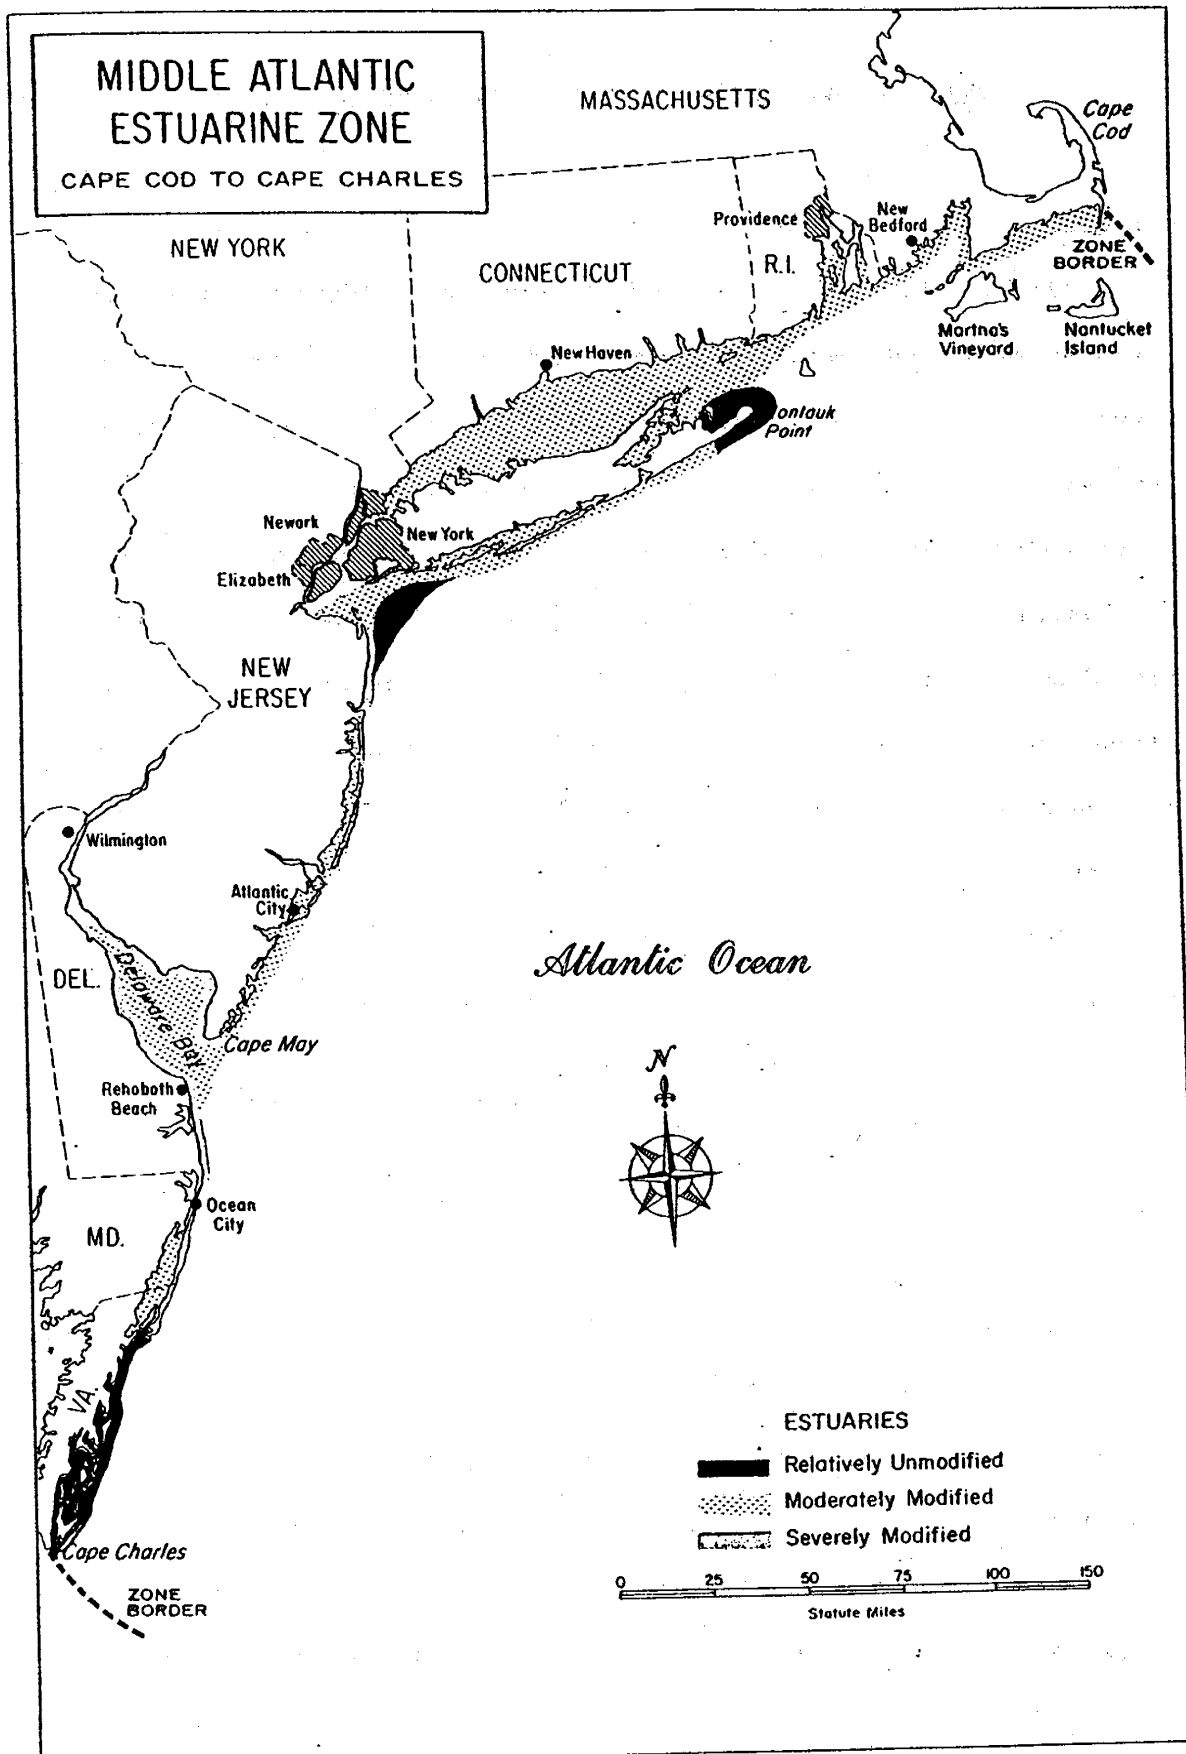 MIDDLE ATLANTIC
ESTUARINE ZONE
CAPE COD TO CAPE CHARLES
MASSACHUSETTS
Cape
Cod
NEW YORK
CONNECTICUT
Providence
R.I.
New
Bedford
ZONE
BORDER
Martha's
Vineyard
Nantucket
Island
New Haven
ontauk
Point
Newark
New York
Elizabeth
NEW
JERSEY
Wilmington
Atlantic
City
DEL.
Delaware Bay
Atlantic Ocean
Cape May
N
Rehoboth
Beach
Ocean
City
MD.
VA.
ESTUARIES
Relatively Unmodified
Moderately Modified
Severely Modified
Cape Charles
ZONE
BORDER
0 25 50 75 100 150
Statute Miles